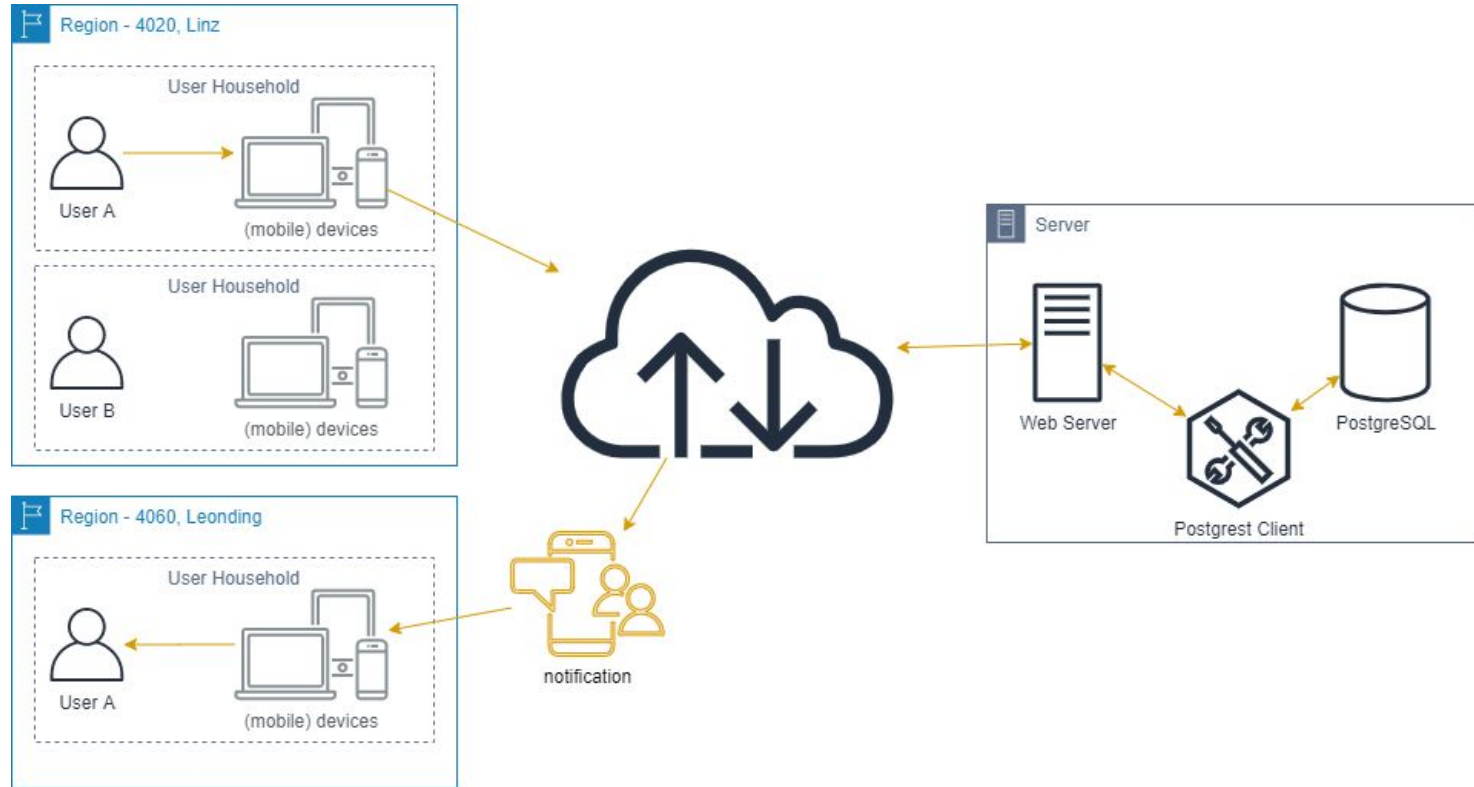 Region - 4020, Linz
User Household
User A
(mobile) devices
User Household
User B
(mobile) devices
Region - 4060, Leonding
User Household
User A
(mobile) devices
notification
Server
Web Server
PostgreSQL
Postgrest Client